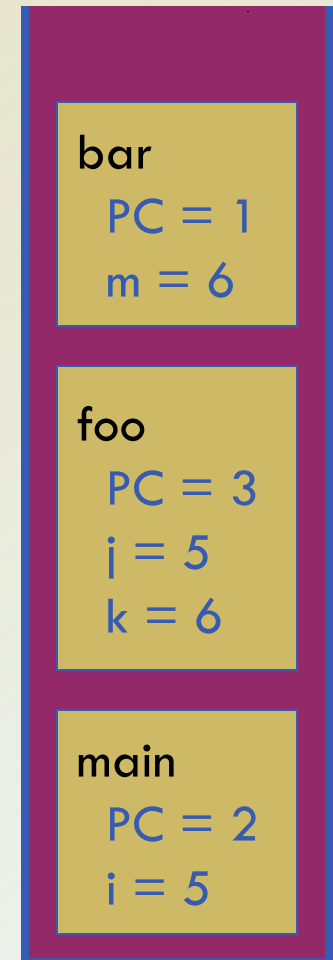 bar
PC = 1
m = 6
foo
PC = 3
j = 5
k = 6
main
PC = 2
i = 5